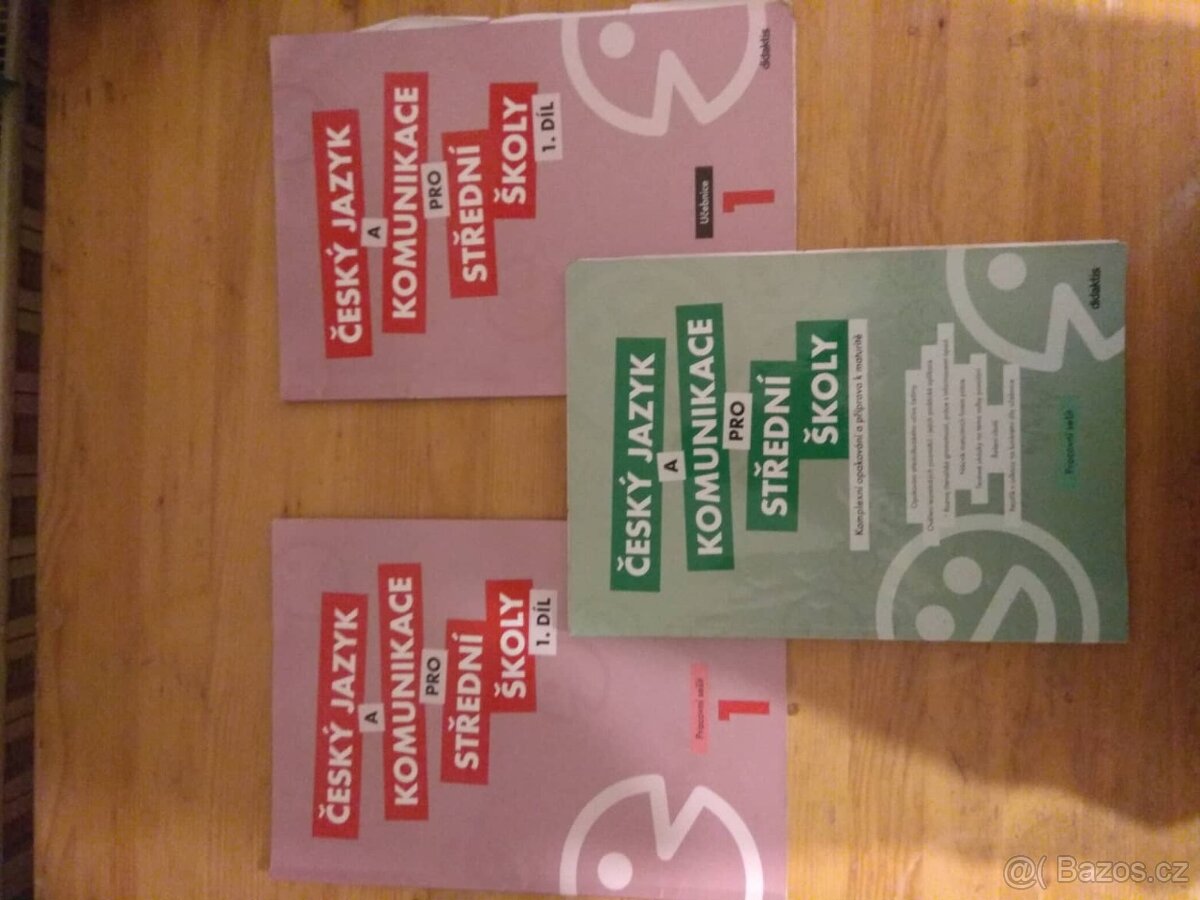 ČESKÝ JAZYK
A
KOMUNIKACE
PRO
STŘEDNÍ
ŠKOLY
1. DÍL
Učebnice
1
didaktis
ČESKÝ JAZYK
A
KOMUNIKACE
PRO
STŘEDNÍ
ŠKOLY
1. DÍL
Pracovní sešit
1
ČESKÝ JAZYK
A
KOMUNIKACE
PRO
STŘEDNÍ
ŠKOLY
Komplexní opakování a příprava k maturitě
Pracovní sešit
didaktis
@( Bazos.cz